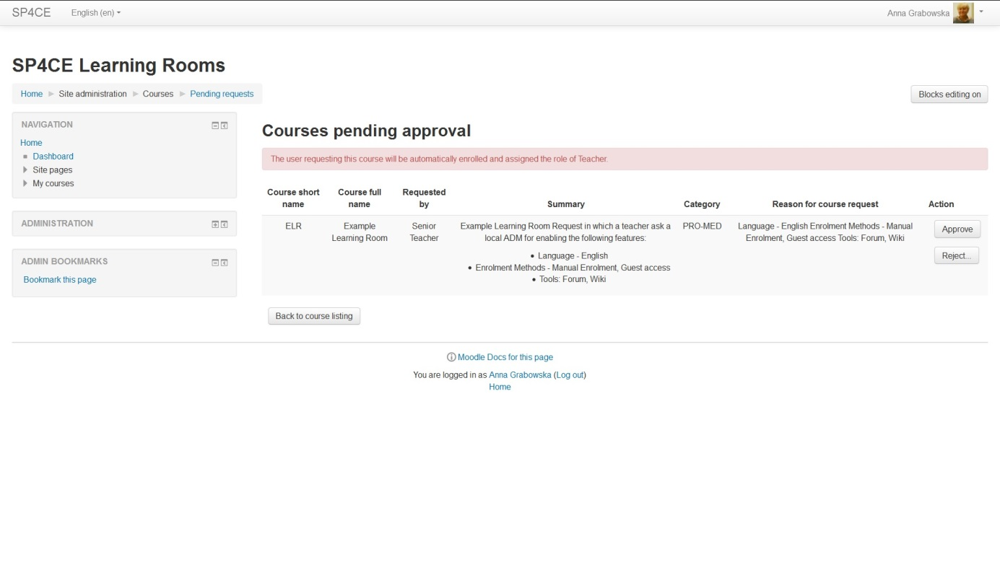 SP4CE
English (en)
Anna Grabowska
SP4CE Learning Rooms
Home Site administration Courses Pending requests
Blocks editing on
NAVIGATION
Home
Dashboard
Site pages
My courses
ADMINISTRATION
ADMIN BOOKMARKS
Bookmark this page
Courses pending approval
The user requesting this course will be automatically enrolled and assigned the role of Teacher.
Course short
name
Course full
name
Requested
by
Summary
Category
Reason for course request
Action
ELR
Example
Learning Room
Senior
Teacher
Example Learning Room Request in which a teacher ask a
local ADM for enabling the following features:
• Language - English
• Enrolment Methods - Manual Enrolment, Guest access
• Tools: Forum, Wiki
PRO-MED
Language - English Enrolment Methods - Manual
Enrolment, Guest access Tools: Forum, Wiki
Approve
Reject...
Back to course listing
Moodle Docs for this page
You are logged in as Anna Grabowska (Log out)
Home